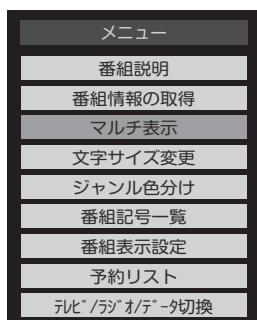 メニュー
番組説明
番組情報の取得
マルチ表示
文字サイズ変更
ジャンル色分け
番組記号一覧
番組表示設定
予約リスト
ﾃﾚﾋﾞ/ﾗｼﾞｵ/ﾃﾞｰﾀ切換